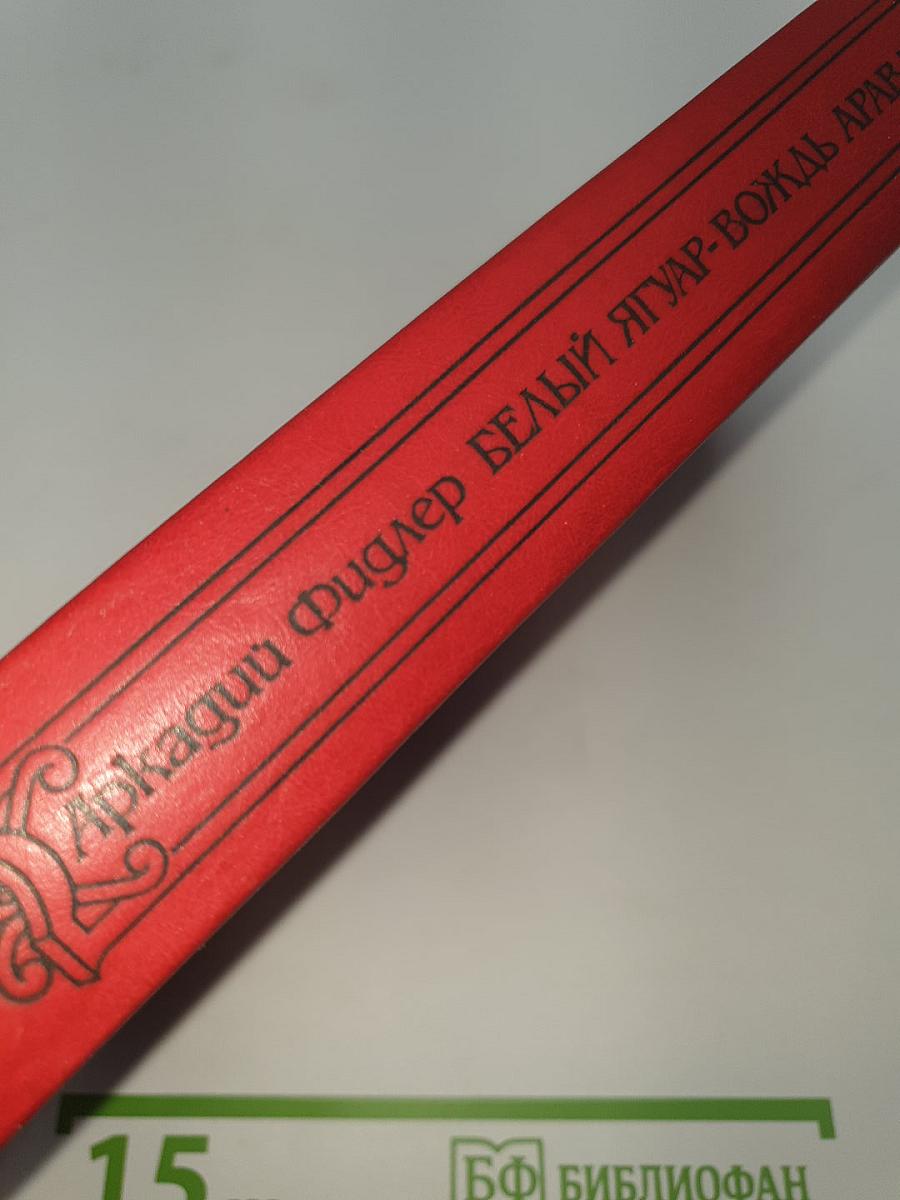 Аркадий Фидлер БЕЛЫЙ ЯГУАР-ВОЖДЬ
15
БФ БИБЛИОФАН